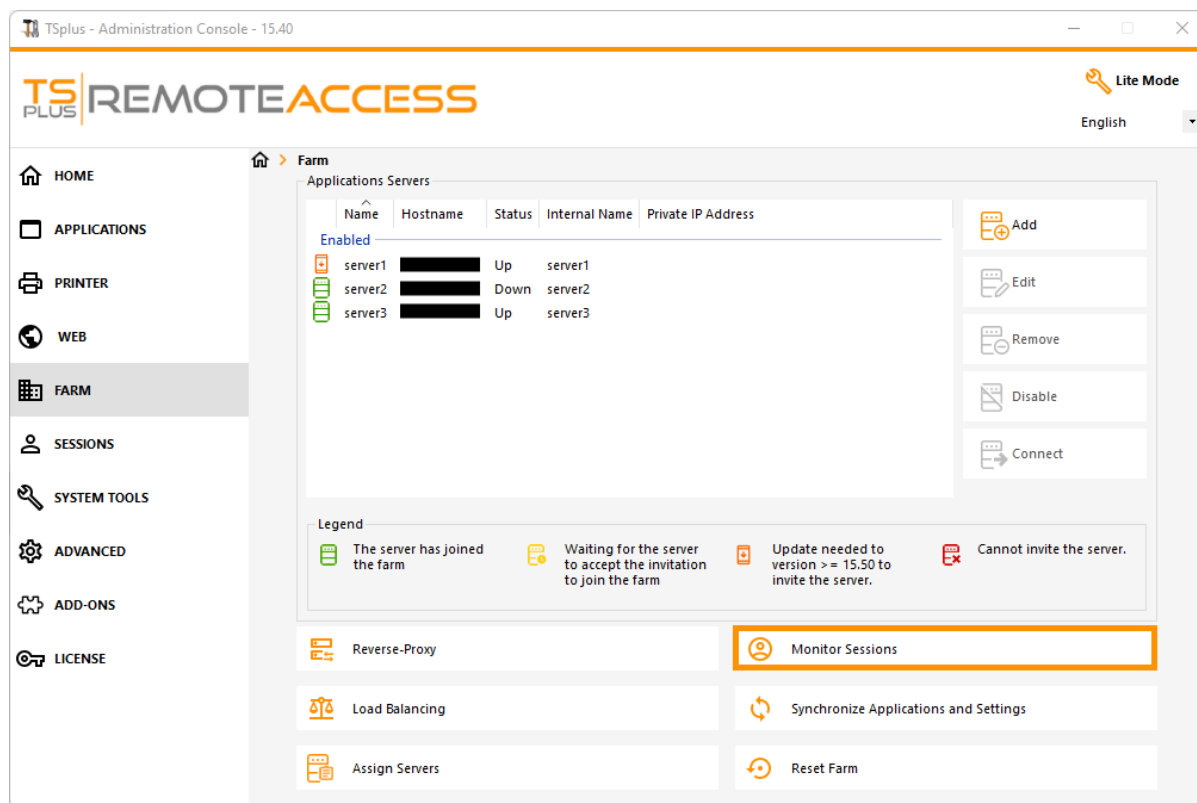 TSplus - Administration Console - 15.40
TS PLUS REMOTEACCESS
Lite Mode
English
HOME
APPLICATIONS
PRINTER
WEB
FARM
SESSIONS
SYSTEM TOOLS
ADVANCED
ADD-ONS
LICENSE
Farm
Applications Servers
Name Hostname Status Internal Name Private IP Address
Enabled
server1 Up server1
server2 Down server2
server3 Up server3
Add
Edit
Remove
Disable
Connect
Legend
The server has joined
the farm
Waiting for the server
to accept the invitation
to join the farm
Update needed to
version >= 15.50 to
invite the server.
Cannot invite the server.
Reverse-Proxy
Monitor Sessions
Load Balancing
Synchronize Applications and Settings
Assign Servers
Reset Farm